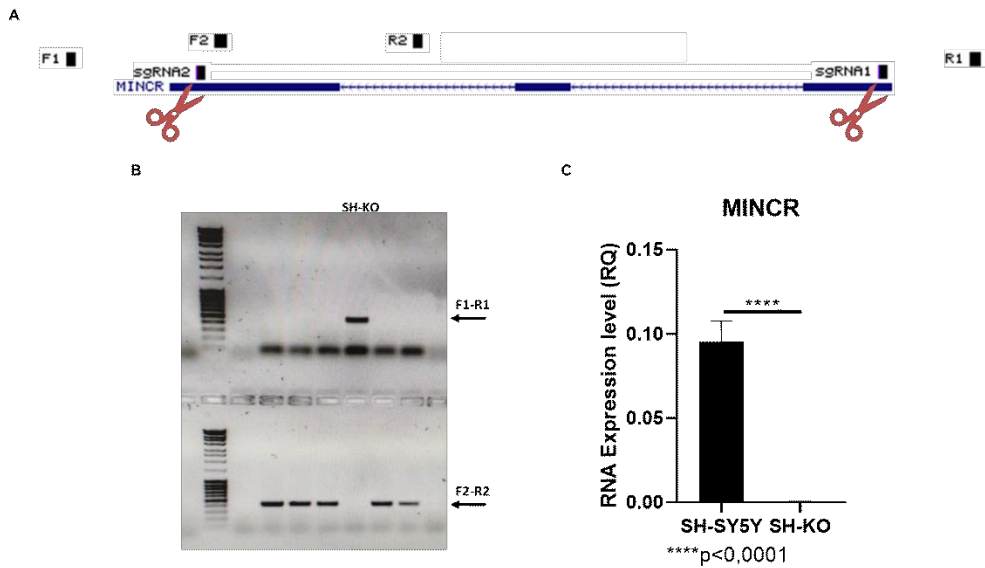 A
F1
F2
R2
R1
sgRNA2
sgRNA1
MINCR
B
SH-KO
F1-R1
F2-R2
C
MINCR
RNA Expression level (RQ)
0.15
0.10
0.05
0.00
****
SH-SY5Y SH-KO
****p<0,0001